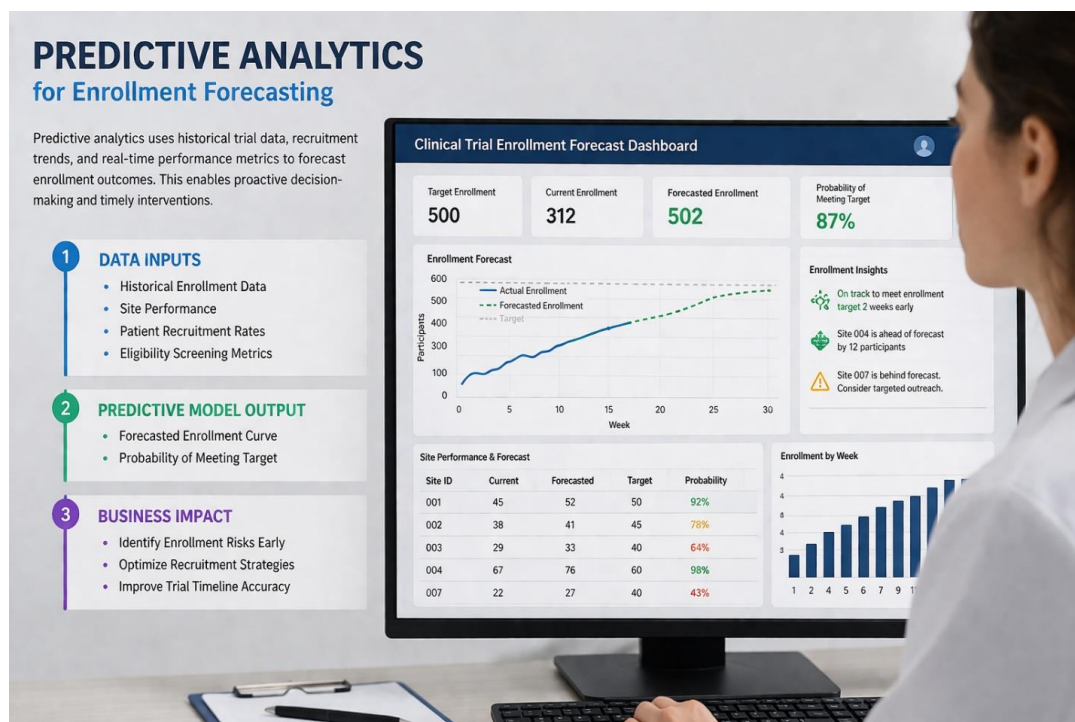 PREDICTIVE ANALYTICS
for Enrollment Forecasting
Predictive analytics uses historical trial data, recruitment
trends, and real-time performance metrics to forecast
enrollment outcomes. This enables proactive decision-
making and timely interventions.
1 DATA INPUTS
• Historical Enrollment Data
• Site Performance
• Patient Recruitment Rates
• Eligibility Screening Metrics
2 PREDICTIVE MODEL OUTPUT
• Forecasted Enrollment Curve
• Probability of Meeting Target
3 BUSINESS IMPACT
• Identify Enrollment Risks Early
• Optimize Recruitment Strategies
• Improve Trial Timeline Accuracy
Clinical Trial Enrollment Forecast Dashboard
Target Enrollment
500
Current Enrollment
312
Forecasted Enrollment
502
Probability of
Meeting Target
87%
Enrollment Forecast
Actual Enrollment
Forecasted Enrollment
Target
Participants
600
500
400
300
100
0
0 5 10 15 20 25 30
Week
Enrollment Insights
On track to meet enrollment
target 2 weeks early
Site 004 is ahead of forecast
by 12 participants
Site 007 is behind forecast.
Consider targeted outreach.
Site Performance & Forecast
Site ID Current Forecasted Target Probability
001 45 52 50 92%
002 38 41 45 78%
003 29 33 40 64%
004 67 76 60 98%
007 22 27 40 43%
Enrollment by Week
4
4
6
4
3
1 2 4 5 6 7 9